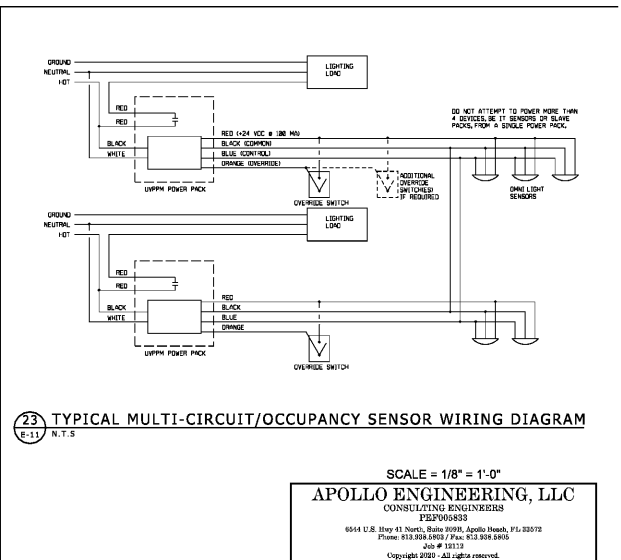 GROUND
NEUTRAL
HOT
LIGHTING
LOAD
RED
RED
BLACK
WHITE
UVPPM POWER PACK
RED (+24 VDC @ 100 MA)
BLACK (COMMON)
BLUE (CONTROL)
ORANGE (OVERRIDE)
OVERRIDE SWITCH
ADDITIONAL
OVERRIDE
SWITCH(ES)
IF REQUIRED
DO NOT ATTEMPT TO POWER MORE THAN
4 DEVICES, BE IT SENSORS OR SLAVE
PACKS, FROM A SINGLE POWER PACK.
OMNI LIGHT
SENSORS
GROUND
NEUTRAL
HOT
LIGHTING
LOAD
RED
RED
BLACK
WHITE
UVPPM POWER PACK
RED
BLACK
BLUE
ORANGE
OVERRIDE SWITCH
23
E-11
TYPICAL MULTI-CIRCUIT/OCCUPANCY SENSOR WIRING DIAGRAM
N.T.S
SCALE = 1/8" = 1'-0"
APOLLO ENGINEERING, LLC
CONSULTING ENGINEERS
PEF005833
6544 U.S. Hwy 41 North, Suite 209B, Apollo Beach, FL 33572
Phone: 813.938.5803 / Fax: 813.938.5805
Job # 12112
Copyright 2020 - All rights reserved.